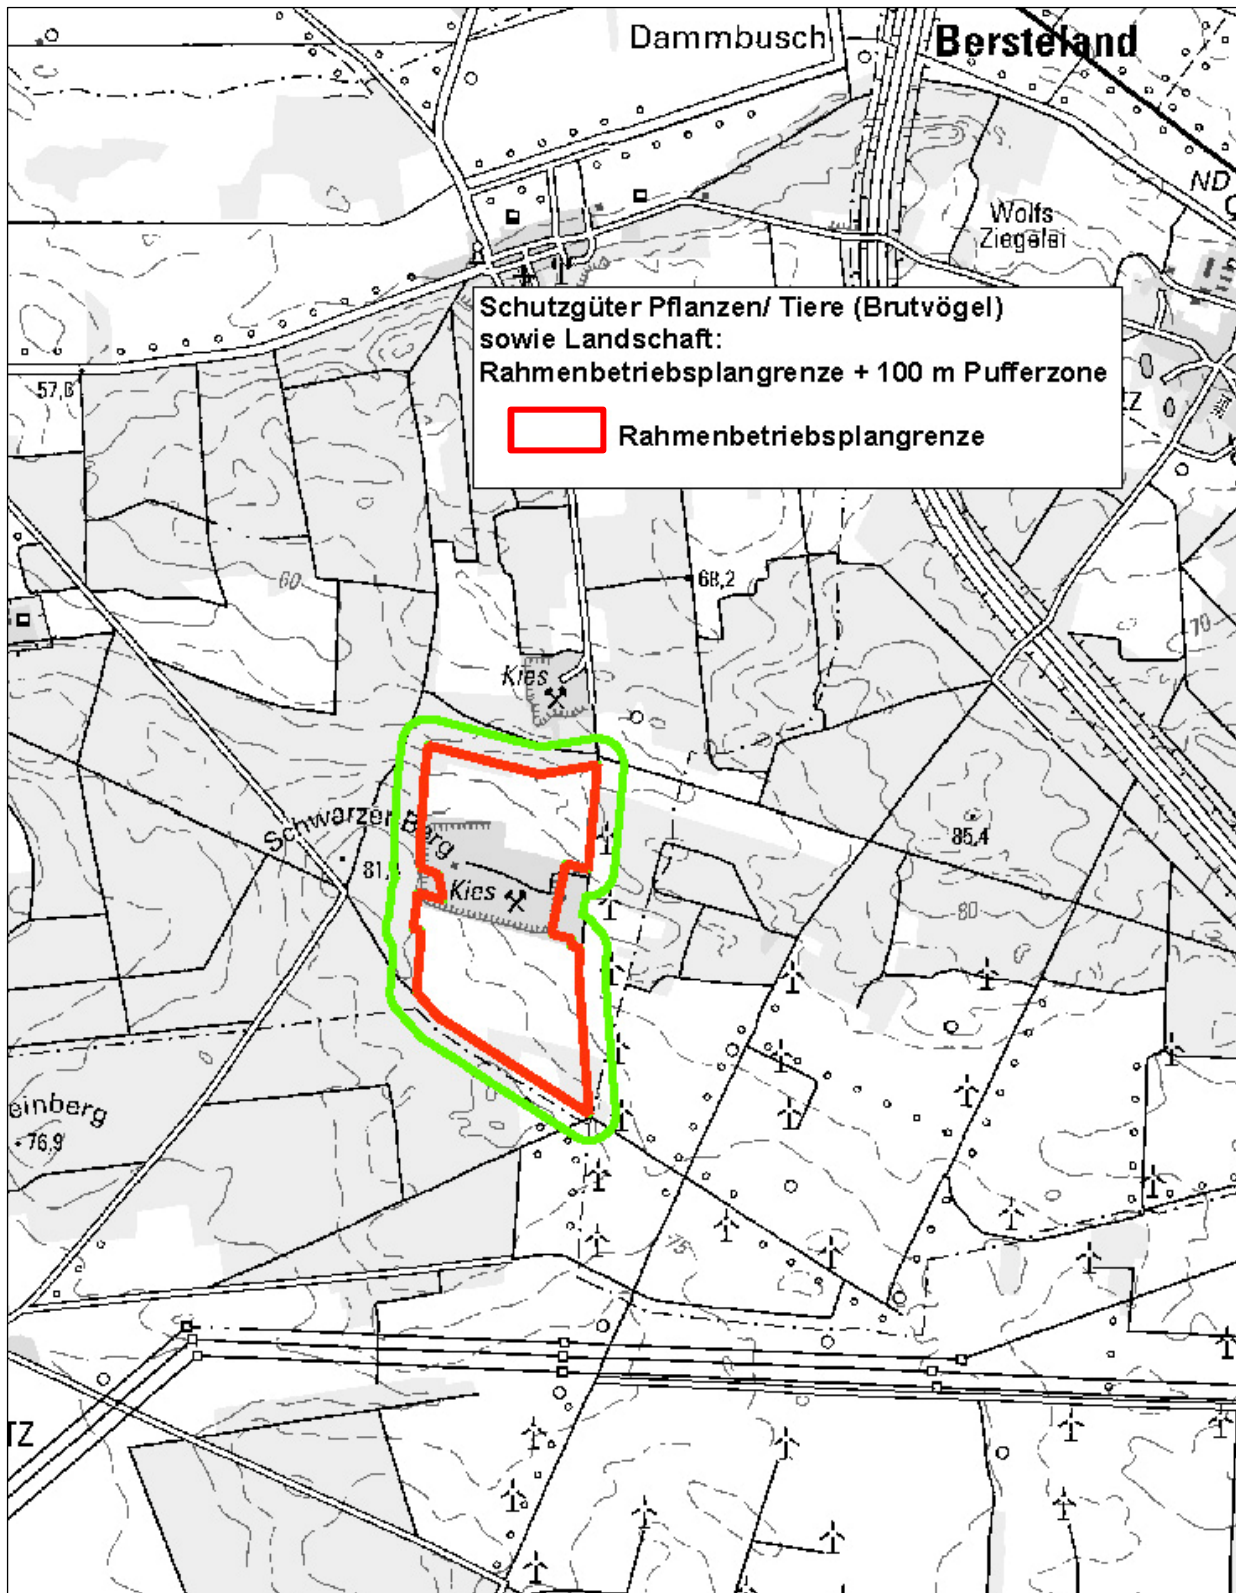 Dammbusch
Bersteland
ND
Wolfs
Ziegelei
Schutzgüter Pflanzen/ Tiere (Brutvögel)
sowie Landschaft:
Rahmenbetriebsplangrenze + 100 m Pufferzone
Rahmenbetriebsplangrenze
57,8
TZ
60
68,2
70
Kies
Schwarzer Berg
81,
Kies
85,4
80
einberg
76,9
75
TZ